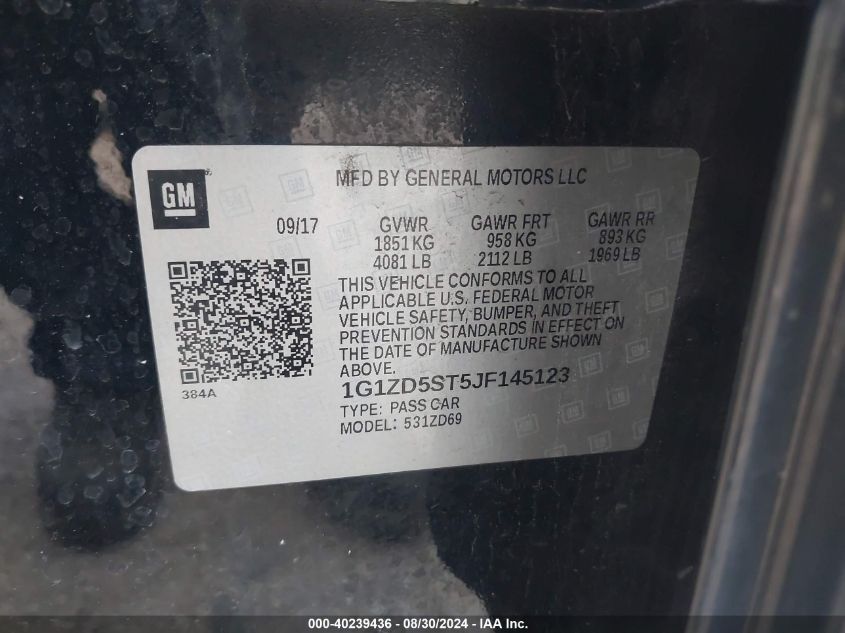 GM
MFD BY GENERAL MOTORS LLC
09/17 GVWR GAWR FRT GAWR RR
1851 KG 958 KG 893 KG
4081 LB 2112 LB 1969 LB
THIS VEHICLE CONFORMS TO ALL
APPLICABLE U.S. FEDERAL MOTOR
VEHICLE SAFETY, BUMPER, AND THEFT
PREVENTION STANDARDS IN EFFECT ON
THE DATE OF MANUFACTURE SHOWN
ABOVE.
384A
1G1ZD5ST5JF145123
TYPE: PASS CAR
MODEL: 531ZD69
000-40239436 - 08/30/2024 - IAA Inc.